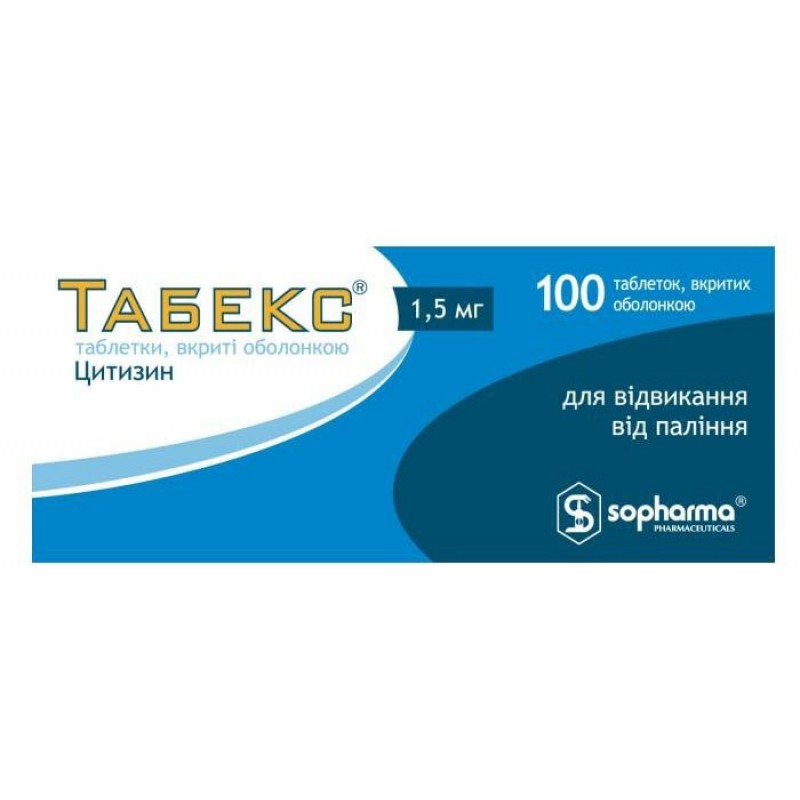 ТАБЕКС®
таблетки, вкриті оболонкою
Цитизин
1,5 мг
100 таблеток, вкритих
оболонкою
для відвикання
від паління
sopharma®
PHARMACEUTICALS